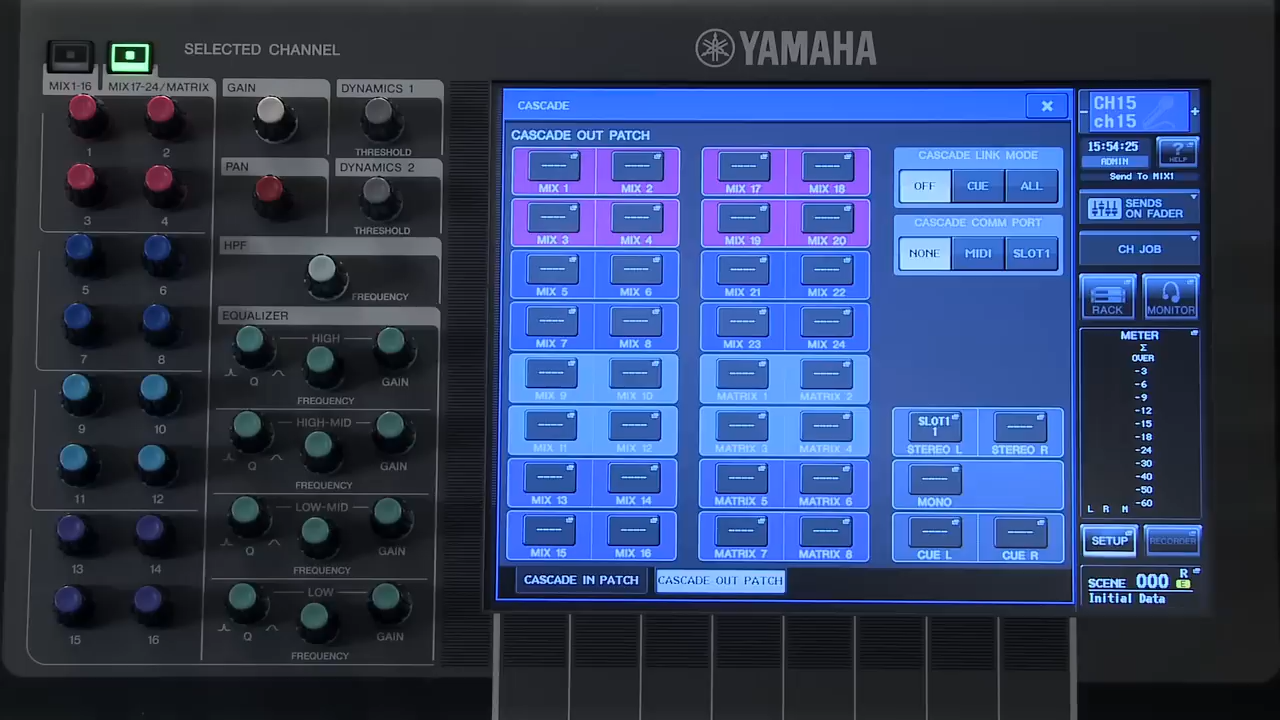 SELECTED CHANNEL
YAMAHA
MIX1-16
MIX17-24/MATRIX
1
2
3
4
5
6
7
8
9
10
11
12
13
14
15
16
GAIN
DYNAMICS 1
THRESHOLD
PAN
DYNAMICS 2
THRESHOLD
HPF
FREQUENCY
EQUALIZER
HIGH
Q
GAIN
FREQUENCY
HIGH-MID
Q
GAIN
FREQUENCY
LOW-MID
Q
GAIN
FREQUENCY
LOW
Q
GAIN
FREQUENCY
CASCADE
CASCADE OUT PATCH
MIX 1
MIX 2
MIX 3
MIX 4
MIX 5
MIX 6
MIX 7
MIX 8
MIX 9
MIX 10
MIX 11
MIX 12
MIX 13
MIX 14
MIX 15
MIX 16
MIX 17
MIX 18
MIX 19
MIX 20
MIX 21
MIX 22
MIX 23
MIX 24
MATRIX 1
MATRIX 2
MATRIX 3
MATRIX 4
MATRIX 5
MATRIX 6
MATRIX 7
MATRIX 8
CASCADE LINK MODE
OFF
CUE
ALL
CASCADE COMM PORT
NONE
MIDI
SLOT1
SLOT1
1
STEREO L
STEREO R
MONO
CUE L
CUE R
CASCADE IN PATCH
CASCADE OUT PATCH
CH15
ch15
15:54:25
ADMIN
?
HELP
Send To MIX1
SENDS
ON FADER
CH JOB
RACK
MONITOR
METER
Σ
OVER
-3
-6
-9
-12
-15
-18
-24
-30
-40
-50
-60
L R M
SETUP
RECORDER
SCENE 000 R E
Initial Data